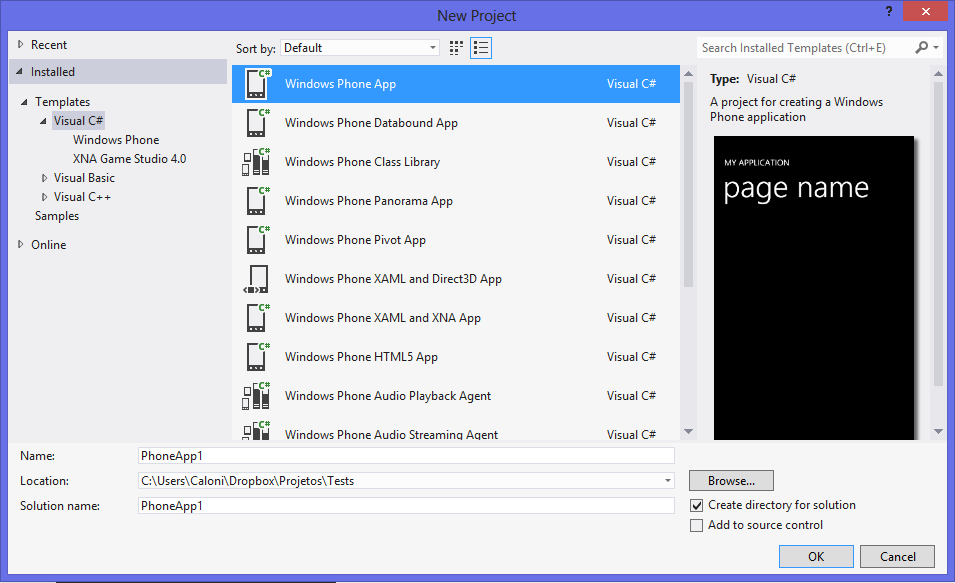 New Project
?
Recent
Installed
Templates
Visual C#
Windows Phone
XNA Game Studio 4.0
Visual Basic
Visual C++
Samples
Online
Sort by: Default
Windows Phone App Visual C#
Windows Phone Databound App Visual C#
Windows Phone Class Library Visual C#
Windows Phone Panorama App Visual C#
Windows Phone Pivot App Visual C#
Windows Phone XAML and Direct3D App Visual C#
Windows Phone XAML and XNA App Visual C#
Windows Phone HTML5 App Visual C#
Windows Phone Audio Playback Agent Visual C#
Windows Phone Audio Streaming Agent Visual C#
Search Installed Templates (Ctrl+E)
Type: Visual C#
A project for creating a Windows
Phone application
MY APPLICATION
page name
Name: PhoneApp1
Location: C:\Users\Caloni\Dropbox\Projetos\Tests
Solution name: PhoneApp1
Browse...
Create directory for solution
Add to source control
OK Cancel